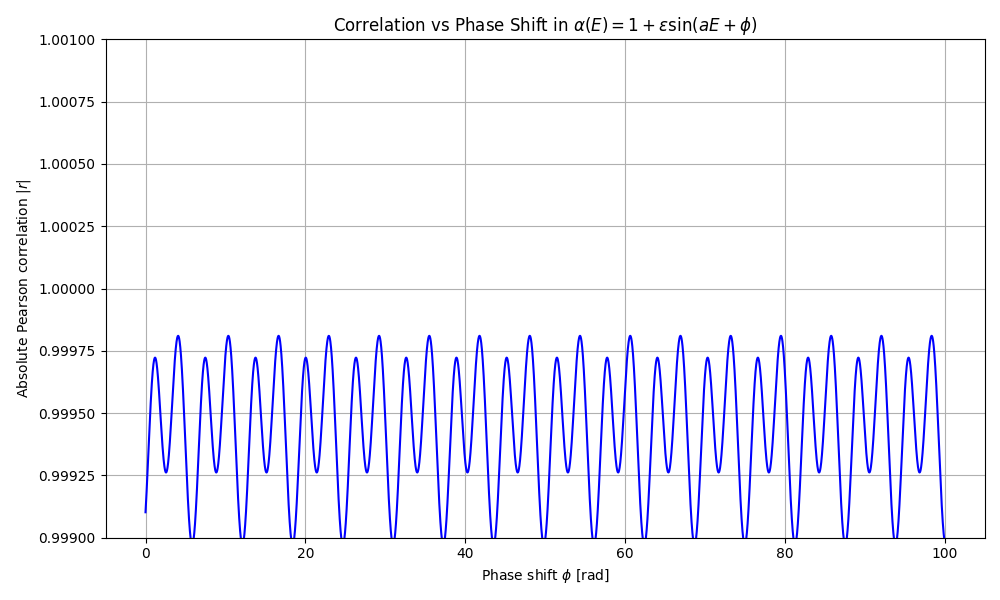 Correlation vs Phase Shift in α(E) = 1 + εsin(aE + ϕ)
1.00100
1.00075
1.00050
1.00025
1.00000
0.99975
0.99950
0.99925
0.99900
Absolute Pearson correlation |r|
0 20 40 60 80 100
Phase shift ϕ [rad]